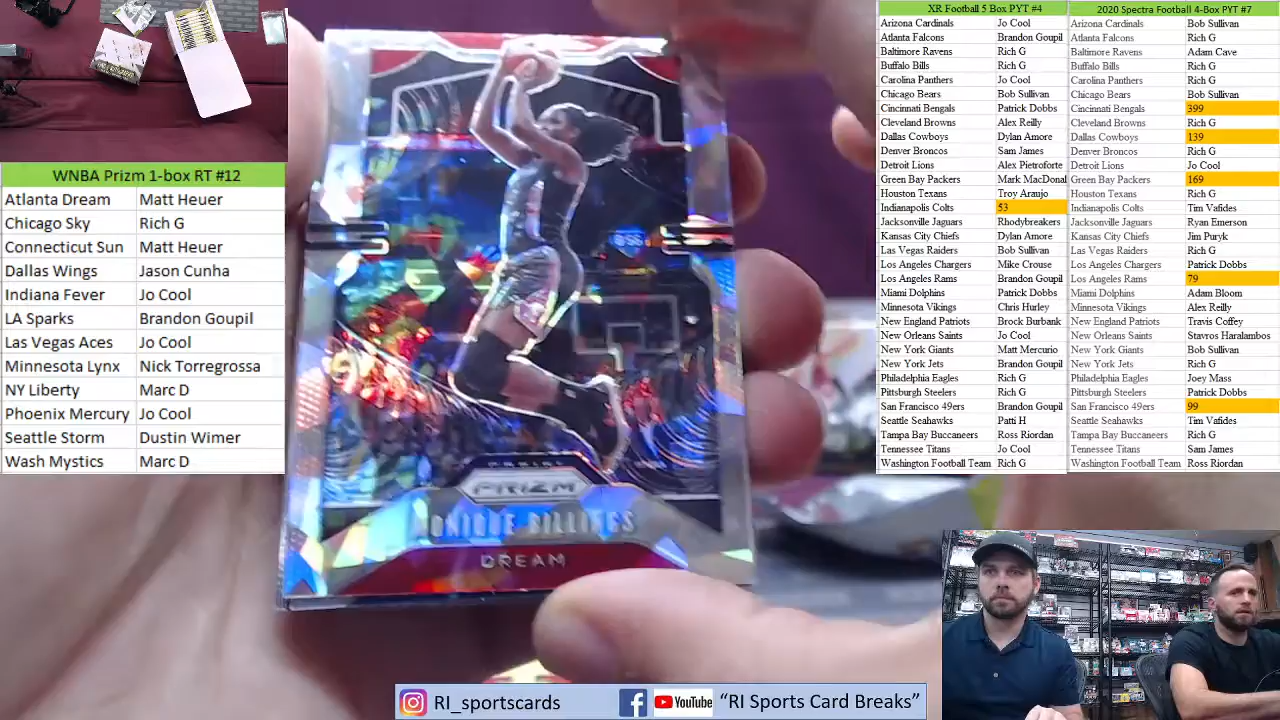 WNBA Prizm 1-box RT #12
Atlanta Dream Matt Heuer
Chicago Sky Rich G
Connecticut Sun Matt Heuer
Dallas Wings Jason Cunha
Indiana Fever Jo Cool
LA Sparks Brandon Goupil
Las Vegas Aces Jo Cool
Minnesota Lynx Nick Torregrossa
NY Liberty Marc D
Phoenix Mercury Jo Cool
Seattle Storm Dustin Wimer
Wash Mystics Marc D
PANINI
PRIZM
MONIQUE BILLINGS
DREAM
XR Football 5 Box PYT #4
Arizona Cardinals Jo Cool
Atlanta Falcons Brandon Goupil
Baltimore Ravens Rich G
Buffalo Bills Rich G
Carolina Panthers Jo Cool
Chicago Bears Bob Sullivan
Cincinnati Bengals Patrick Dobbs
Cleveland Browns Alex Reilly
Dallas Cowboys Dylan Amore
Denver Broncos Sam James
Detroit Lions Alex Pietroforte
Green Bay Packers Mark MacDonal
Houston Texans Troy Araujo
Indianapolis Colts 53
Jacksonville Jaguars Rhodybreakers
Kansas City Chiefs Dylan Amore
Las Vegas Raiders Bob Sullivan
Los Angeles Chargers Mike Crouse
Los Angeles Rams Brandon Goupil
Miami Dolphins Patrick Dobbs
Minnesota Vikings Chris Hurley
New England Patriots Brock Burbank
New Orleans Saints Jo Cool
New York Giants Matt Mercurio
New York Jets Brandon Goupil
Philadelphia Eagles Rich G
Pittsburgh Steelers Rich G
San Francisco 49ers Brandon Goupil
Seattle Seahawks Patti H
Tampa Bay Buccaneers Ross Riordan
Tennessee Titans Jo Cool
Washington Football Team Rich G
2020 Spectra Football 4-Box PYT #7
Arizona Cardinals Bob Sullivan
Atlanta Falcons Rich G
Baltimore Ravens Adam Cave
Buffalo Bills Rich G
Carolina Panthers Rich G
Chicago Bears Bob Sullivan
Cincinnati Bengals 399
Cleveland Browns Rich G
Dallas Cowboys 139
Denver Broncos Rich G
Detroit Lions Jo Cool
Green Bay Packers 169
Houston Texans Rich G
Indianapolis Colts Tim Vafides
Jacksonville Jaguars Ryan Emerson
Kansas City Chiefs Jim Puryk
Las Vegas Raiders Rich G
Los Angeles Chargers Patrick Dobbs
Los Angeles Rams 79
Miami Dolphins Adam Bloom
Minnesota Vikings Alex Reilly
New England Patriots Travis Coffey
New Orleans Saints Stavros Haralambos
New York Giants Bob Sullivan
New York Jets Rich G
Philadelphia Eagles Joey Mass
Pittsburgh Steelers Patrick Dobbs
San Francisco 49ers 99
Seattle Seahawks Tim Vafides
Tampa Bay Buccaneers Rich G
Tennessee Titans Sam James
Washington Football Team Ross Riordan
RI_sportscards YouTube “RI Sports Card Breaks”